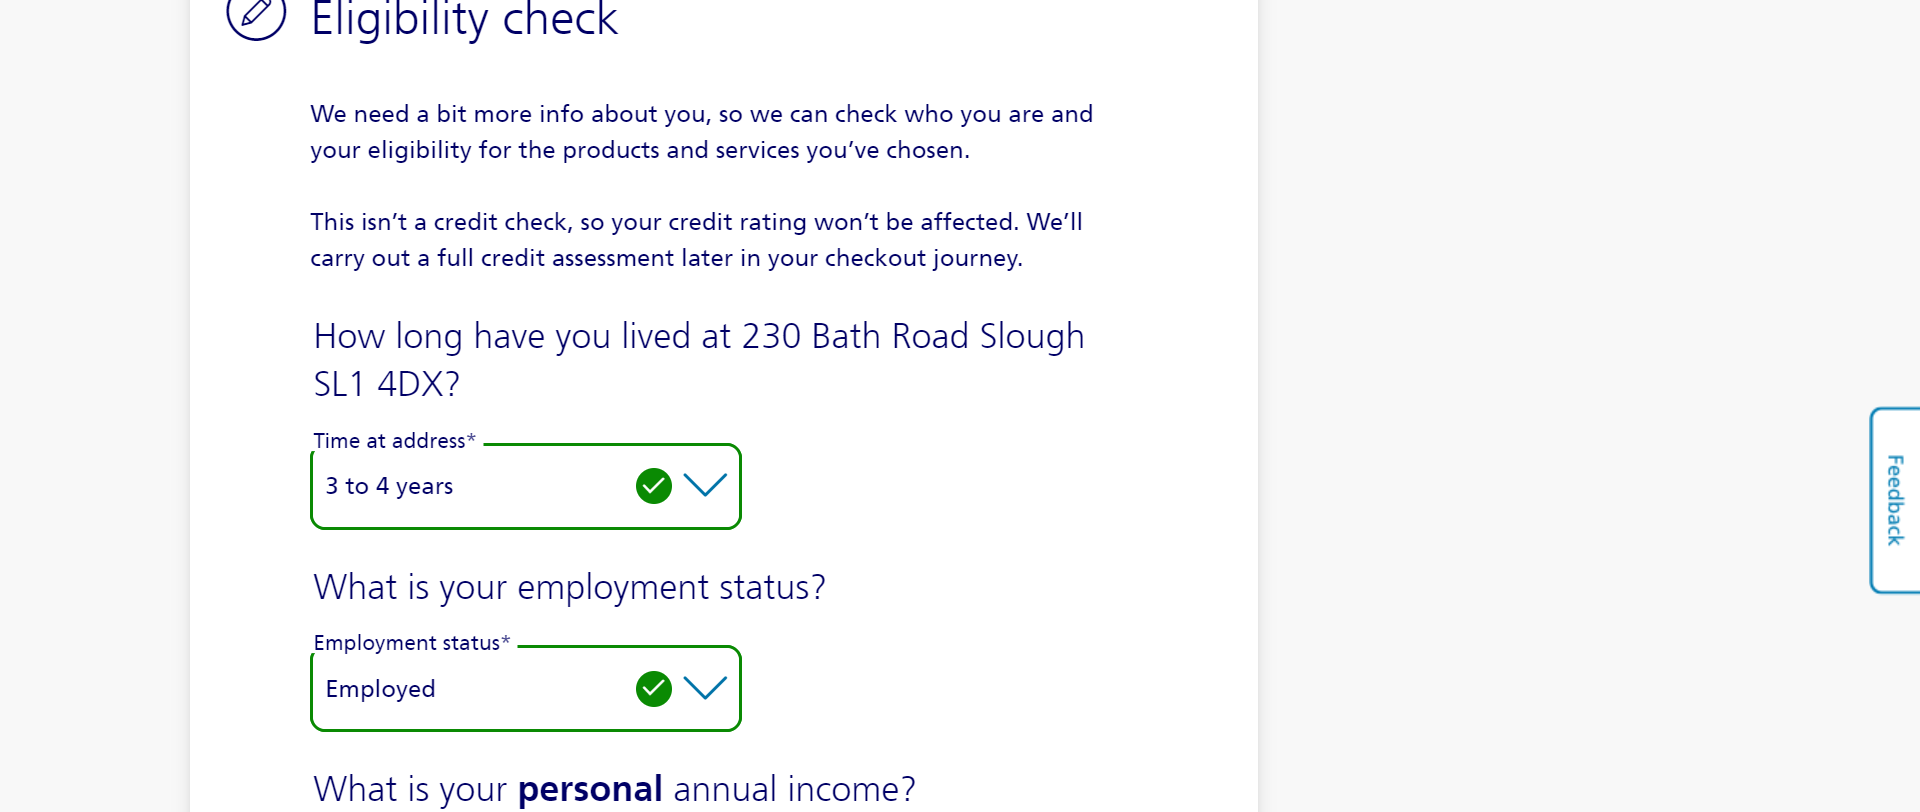 Eligibility check
We need a bit more info about you, so we can check who you are and
your eligibility for the products and services you’ve chosen.
This isn’t a credit check, so your credit rating won’t be affected. We’ll
carry out a full credit assessment later in your checkout journey.
How long have you lived at 230 Bath Road Slough
SL1 4DX?
Time at address*
3 to 4 years
Feedback
What is your employment status?
Employment status*
Employed
What is your personal annual income?